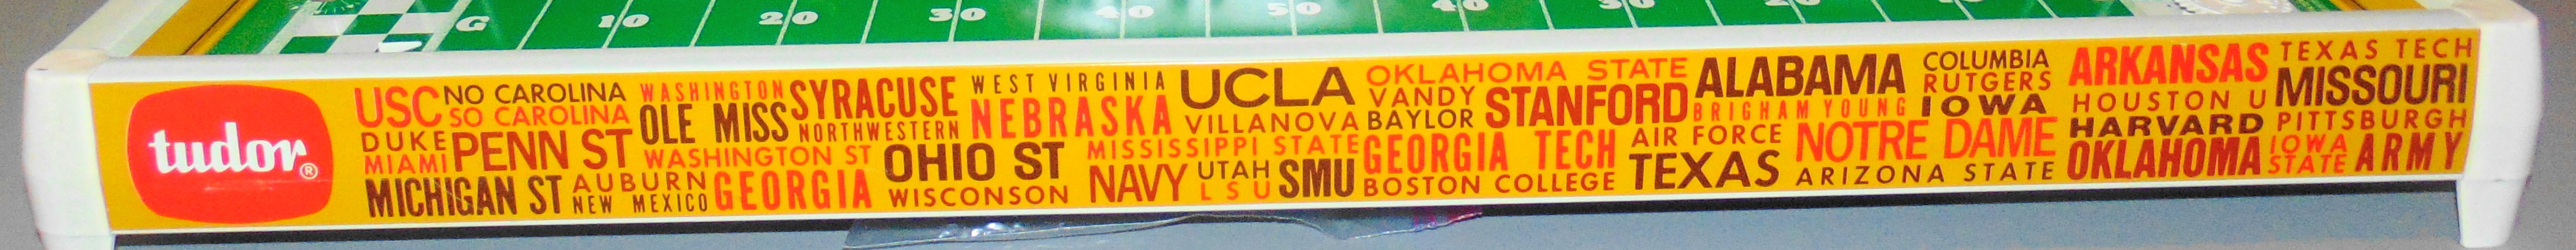 G 10 20 30 40 50 40 30 20
tudor®
USC
NO CAROLINA
SO CAROLINA
DUKE
MIAMI
PENN ST
MICHIGAN ST
AUBURN
NEW MEXICO
WASHINGTON
OLE MISS
WASHINGTON ST
GEORGIA
SYRACUSE
NORTHWESTERN
OHIO ST
WISCONSON
WEST VIRGINIA
NEBRASKA
MISSISSIPPI STATE
NAVY
UCLA
VILLANOVA
UTAH
L S U
SMU
OKLAHOMA STATE
VANDY
BAYLOR
STANFORD
GEORGIA TECH
BOSTON COLLEGE
ALABAMA
BRIGHAM YOUNG
AIR FORCE
TEXAS
COLUMBIA
RUTGERS
IOWA
NOTRE DAME
ARIZONA STATE
ARKANSAS
HOUSTON U
HARVARD
OKLAHOMA
TEXAS TECH
MISSOURI
PITTSBURGH
IOWA
STATE
ARMY